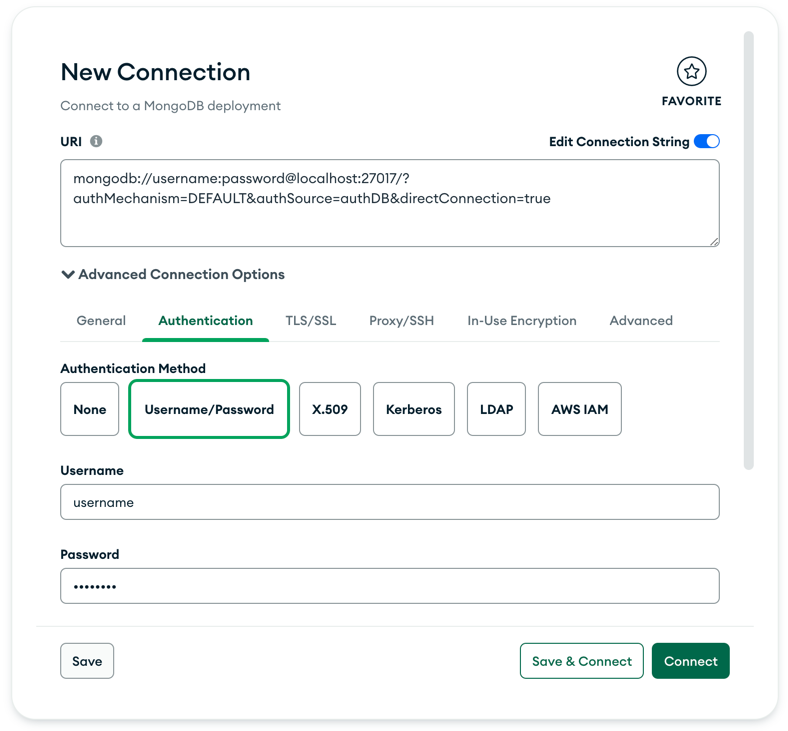 New Connection
FAVORITE
Connect to a MongoDB deployment
URI
Edit Connection String
mongodb://username:password@localhost:27017/?
authMechanism=DEFAULT&authSource=authDB&directConnection=true
Advanced Connection Options
General Authentication TLS/SSL Proxy/SSH In-Use Encryption Advanced
Authentication Method
None Username/Password X.509 Kerberos LDAP AWS IAM
Username
username
Password
••••••••
Save Save & Connect Connect